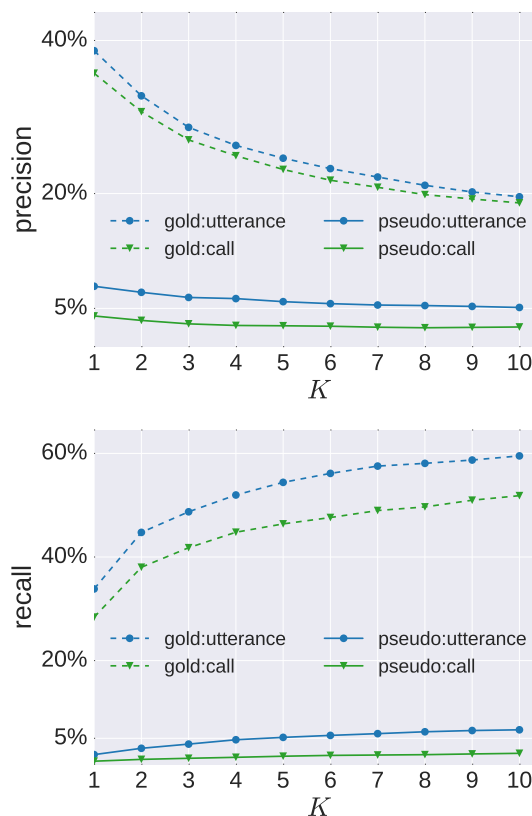 40%
20%
5%
precision
gold:utterance pseudo:utterance
gold:call pseudo:call
1 2 3 4 5 6 7 8 9 10
K
60%
40%
20%
5%
recall
gold:utterance pseudo:utterance
gold:call pseudo:call
1 2 3 4 5 6 7 8 9 10
K